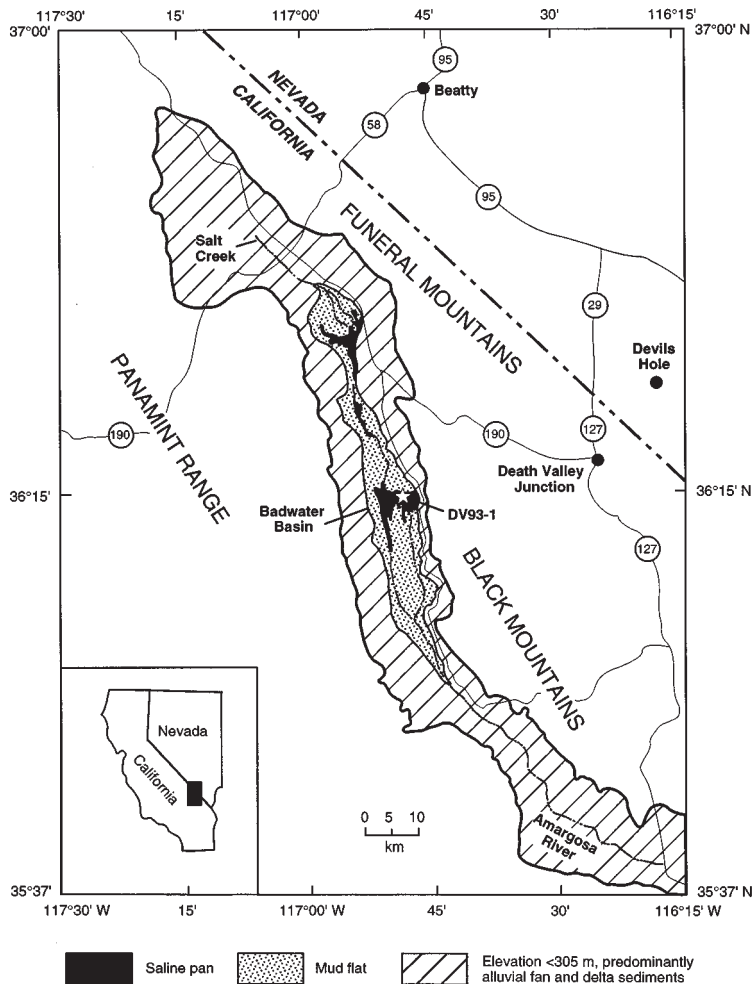 117°30'
15'
117°00'
45'
30'
116°15'
37°00'
37°00' N
95
NEVADA
Beatty
CALIFORNIA
58
95
FUNERAL MOUNTAINS
Salt
Creek
29
Devils
Hole
PANAMINT RANGE
190
190
127
Death Valley
Junction
36°15'
36°15' N
Badwater
Basin
DV93-1
127
BLACK MOUNTAINS
Nevada
California
0 5 10
km
Amargosa
River
35°37'
35°37' N
117°30' W
15'
117°00'
45'
30'
116°15' W
Saline pan
Mud flat
Elevation <305 m, predominantly
alluvial fan and delta sediments